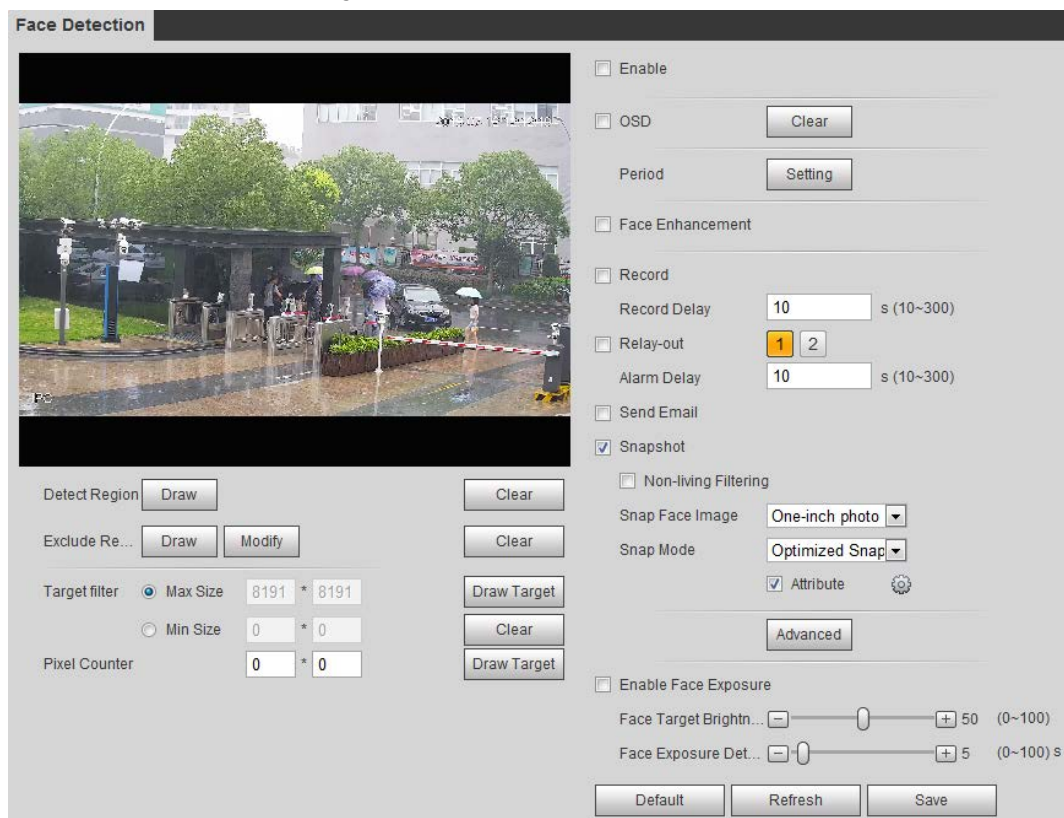 Face Detection
Enable
OSD Clear
Period Setting
Face Enhancement
Record
Record Delay 10 s (10~300)
Relay-out 1 2
Alarm Delay 10 s (10~300)
Send Email
Snapshot
Non-living Filtering
Snap Face Image One-inch photo
Snap Mode Optimized Snap
Attribute
Advanced
Enable Face Exposure
Face Target Brightn... 50 (0~100)
Face Exposure Det... 5 (0~100) s
Default Refresh Save
PC
Detect Region Draw Clear
Exclude Re... Draw Modify Clear
Target filter Max Size 8191 * 8191 Draw Target
Min Size 0 * 0 Clear
Pixel Counter 0 * 0 Draw Target